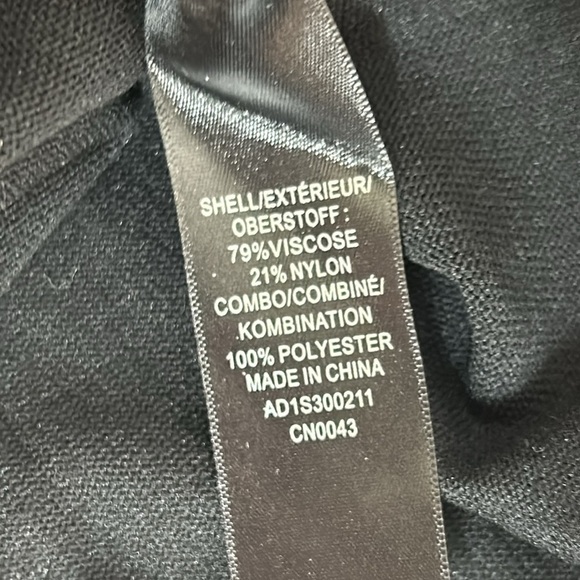 SHELL/EXTÉRIEUR/
OBERSTOFF :
79%VISCOSE
21% NYLON
COMBO/COMBINÉ/
KOMBINATION
100% POLYESTER
MADE IN CHINA
AD1S300211
CN0043